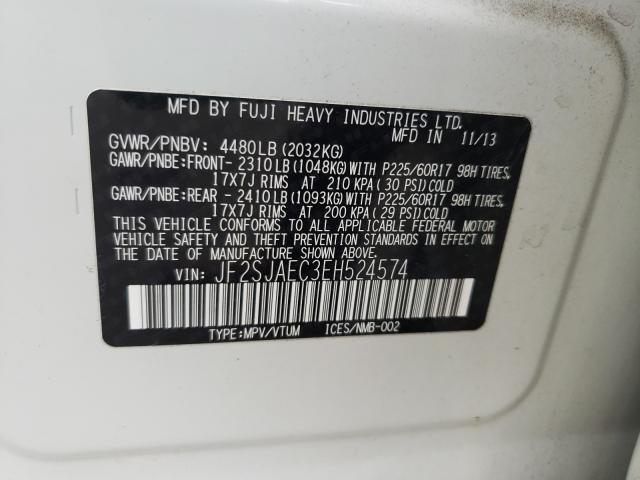 MFD BY FUJI HEAVY INDUSTRIES LTD.
MFD IN 11/13
GVWR/PNBV: 4480LB (2032KG)
GAWR/PNBE:FRONT- 2310LB (1048KG) WITH P225/60R17 98H TIRES,
17X7J RIMS AT 210 KPA (30 PSI) COLD
GAWR/PNBE:REAR - 2410LB (1093KG) WITH P225/60R17 98H TIRES,
17X7J RIMS AT 200 KPA (29 PSI) COLD
THIS VEHICLE CONFORMS TO ALL APPLICABLE FEDERAL MOTOR
VEHICLE SAFETY AND THEFT PREVENTION STANDARDS IN EFFECT ON
THE DATE OF MANUFACTURE SHOWN ABOVE.
VIN: JF2SJAEC3EH524574
TYPE:MPV/VTUM ICES/NMB-002